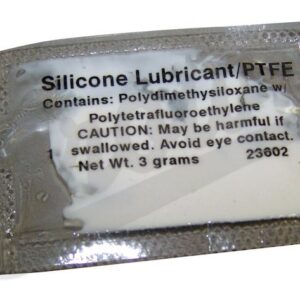 Silicone Lubricant/PTFE
Contains: Polydimethysiloxane w/
Polytetrafluoroethylene
CAUTION: May be harmful if
swallowed. Avoid eye contact.
Net Wt. 3 grams 23602